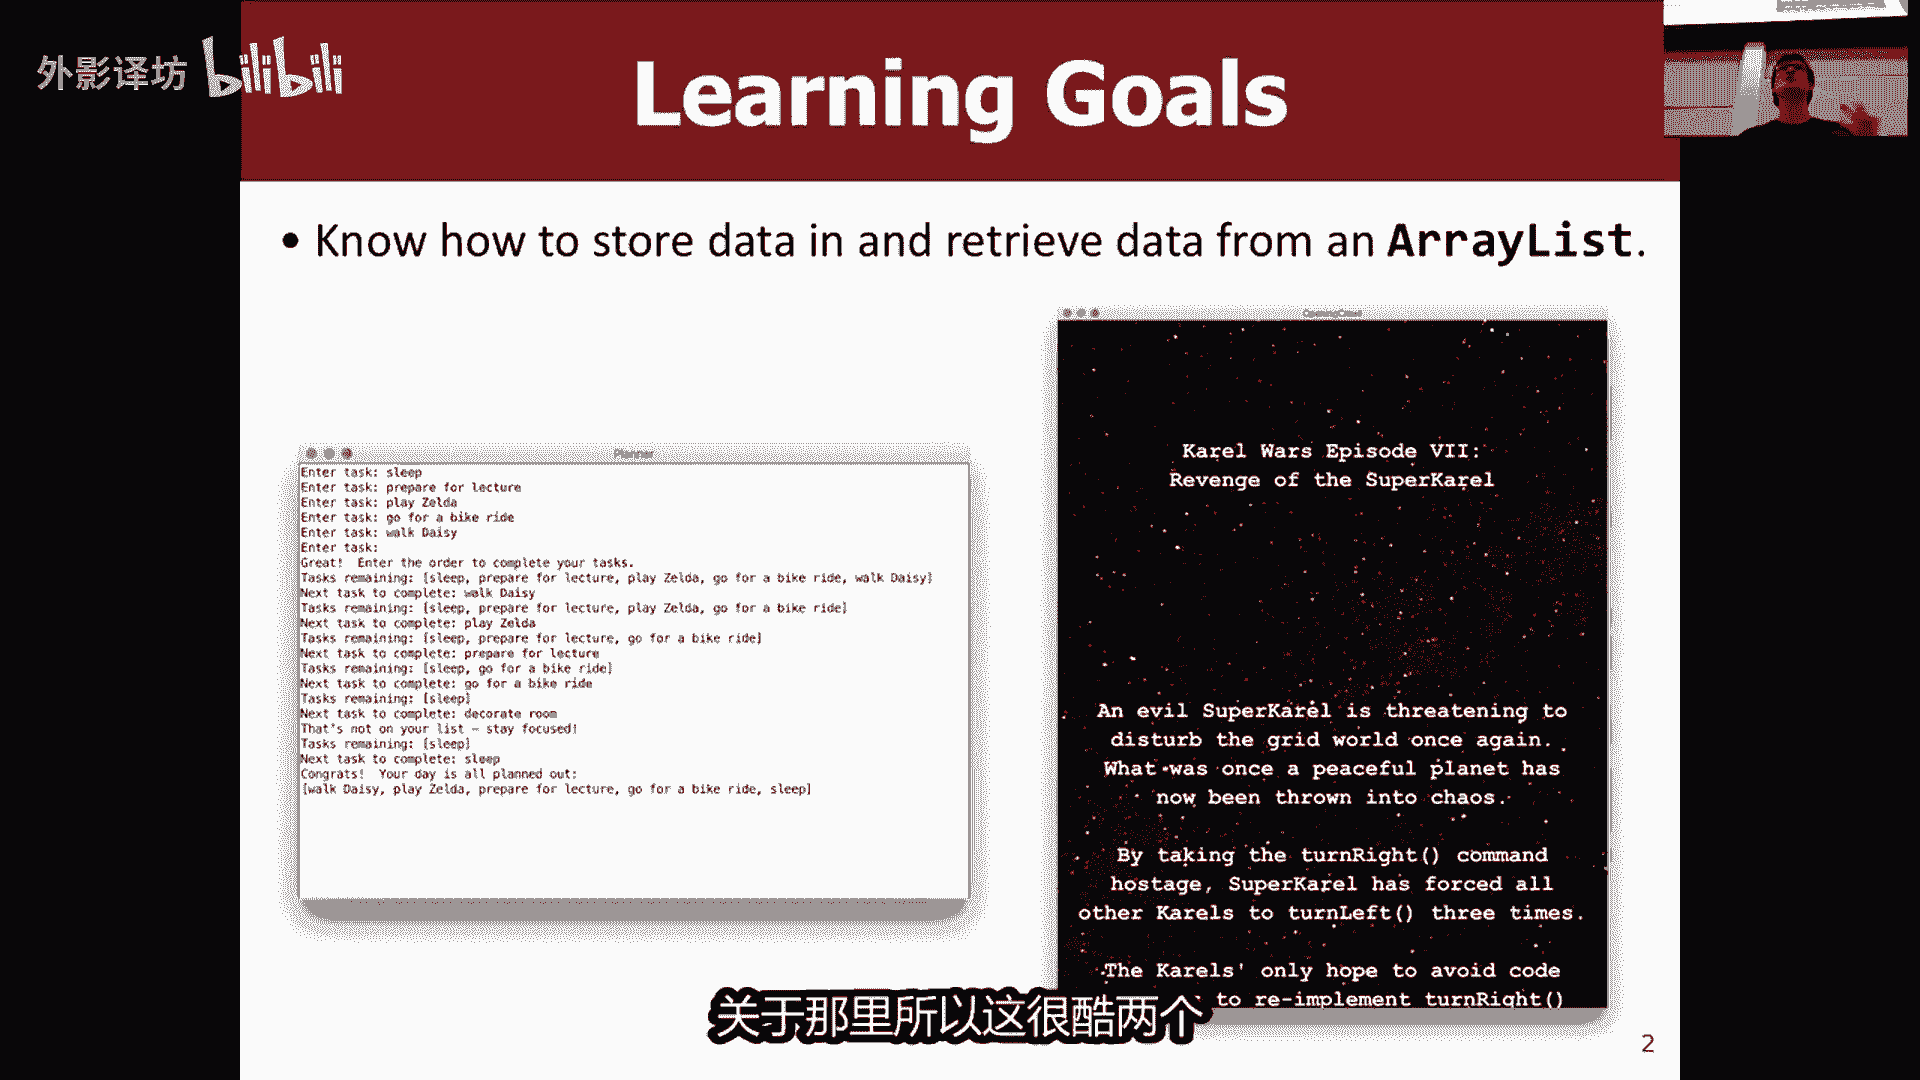 外影译坊 bilibili
Learning Goals
• Know how to store data in and retrieve data from an ArrayList.
Planner
Enter task: sleep
Enter task: prepare for lecture
Enter task: play Zelda
Enter task: go for a bike ride
Enter task: walk Daisy
Enter task:
Great!  Enter the order to complete your tasks.
Tasks remaining: [sleep, prepare for lecture, play Zelda, go for a bike ride, walk Daisy]
Next task to complete: walk Daisy
Tasks remaining: [sleep, prepare for lecture, play Zelda, go for a bike ride]
Next task to complete: play Zelda
Tasks remaining: [sleep, prepare for lecture, go for a bike ride]
Next task to complete: prepare for lecture
Tasks remaining: [sleep, go for a bike ride]
Next task to complete: go for a bike ride
Tasks remaining: [sleep]
Next task to complete: decorate room
That's not on your list – stay focused!
Tasks remaining: [sleep]
Next task to complete: sleep
Congrats!  Your day is all planned out:
[walk Daisy, play Zelda, prepare for lecture, go for a bike ride, sleep]
Karel Wars Episode VII:
Revenge of the SuperKarel
An evil SuperKarel is threatening to
disturb the grid world once again.
What was once a peaceful planet has
now been thrown into chaos.
By taking the turnRight() command
hostage, SuperKarel has forced all
other Karels to turnLeft() three times.
The Karels' only hope to avoid code
to re-implement turnRight()
关于那里所以这很酷两个
2